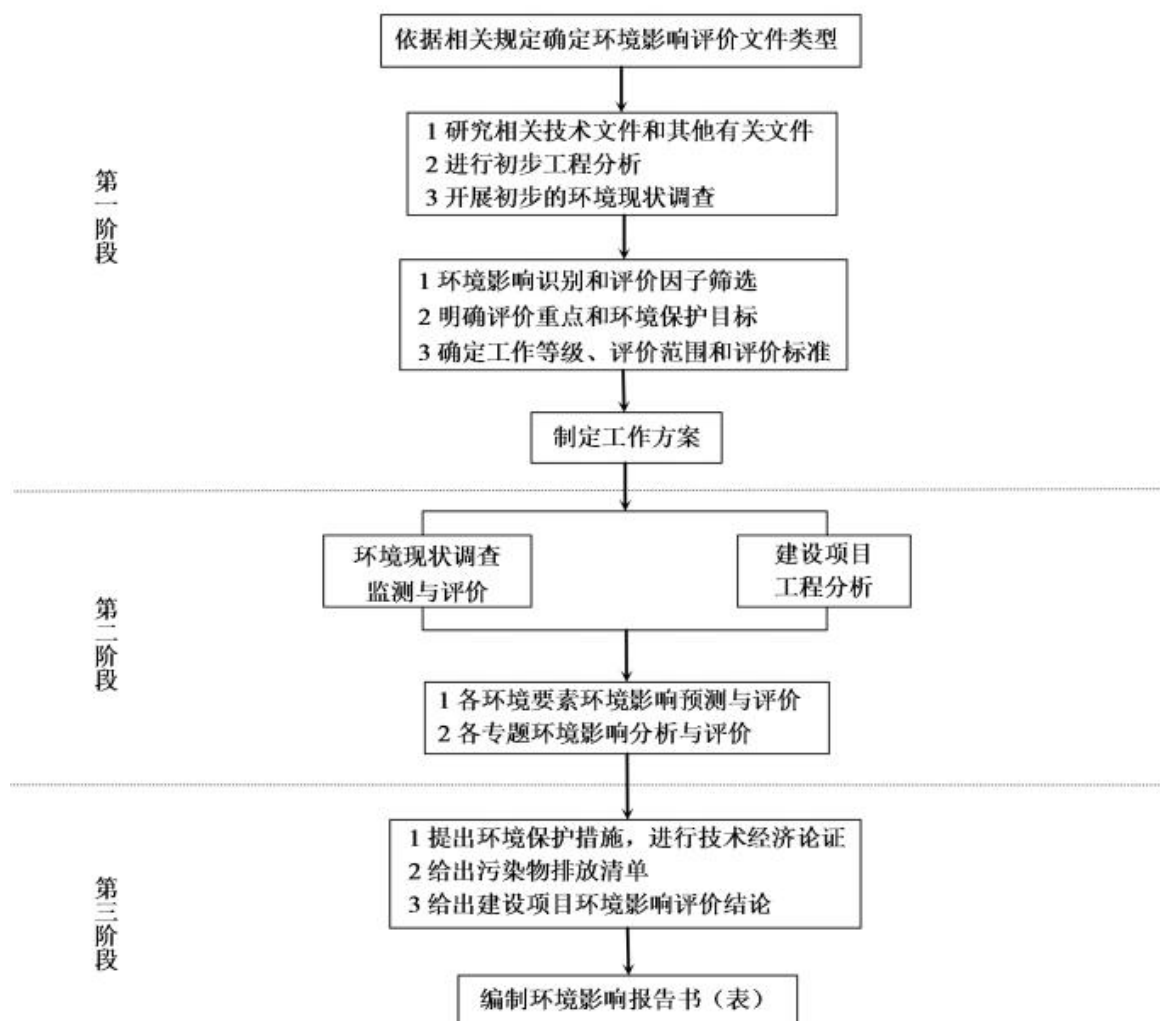 依据相关规定确定环境影响评价文件类型
1 研究相关技术文件和其他有关文件
2 进行初步工程分析
3 开展初步的环境现状调查
第一阶段
1 环境影响识别和评价因子筛选
2 明确评价重点和环境保护目标
3 确定工作等级、评价范围和评价标准
制定工作方案
环境现状调查
监测与评价
建设项目
工程分析
第二阶段
1 各环境要素环境影响预测与评价
2 各专题环境影响分析与评价
1 提出环境保护措施，进行技术经济论证
2 给出污染物排放清单
3 给出建设项目环境影响评价结论
第三阶段
编制环境影响报告书（表）